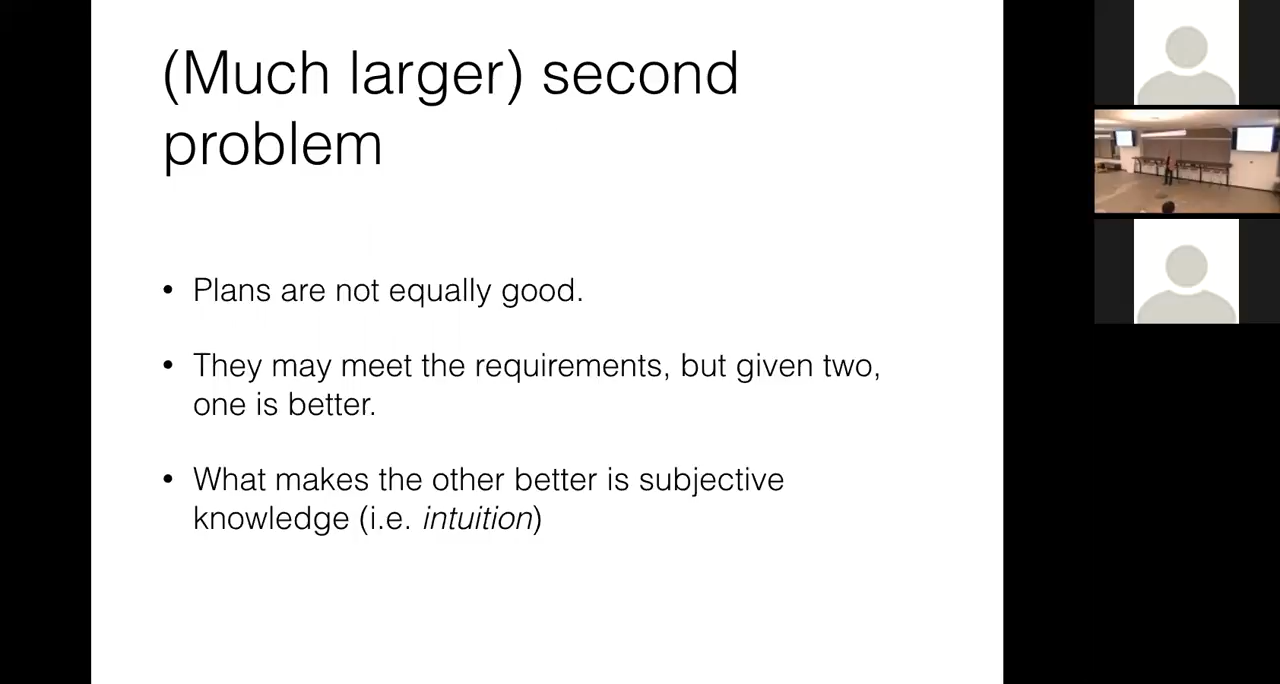 (Much larger) second
problem
• Plans are not equally good.
• They may meet the requirements, but given two,
one is better.
• What makes the other better is subjective
knowledge (i.e. intuition)